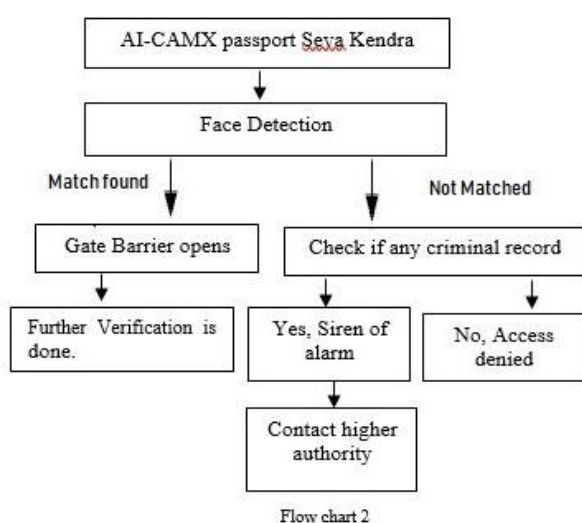 AI-CAMX passport Seva Kendra
Face Detection
Match found
Not Matched
Gate Barrier opens
Check if any criminal record
Further Verification is
done.
Yes, Siren of
alarm
No, Access
denied
Contact higher
authority
Flow chart 2